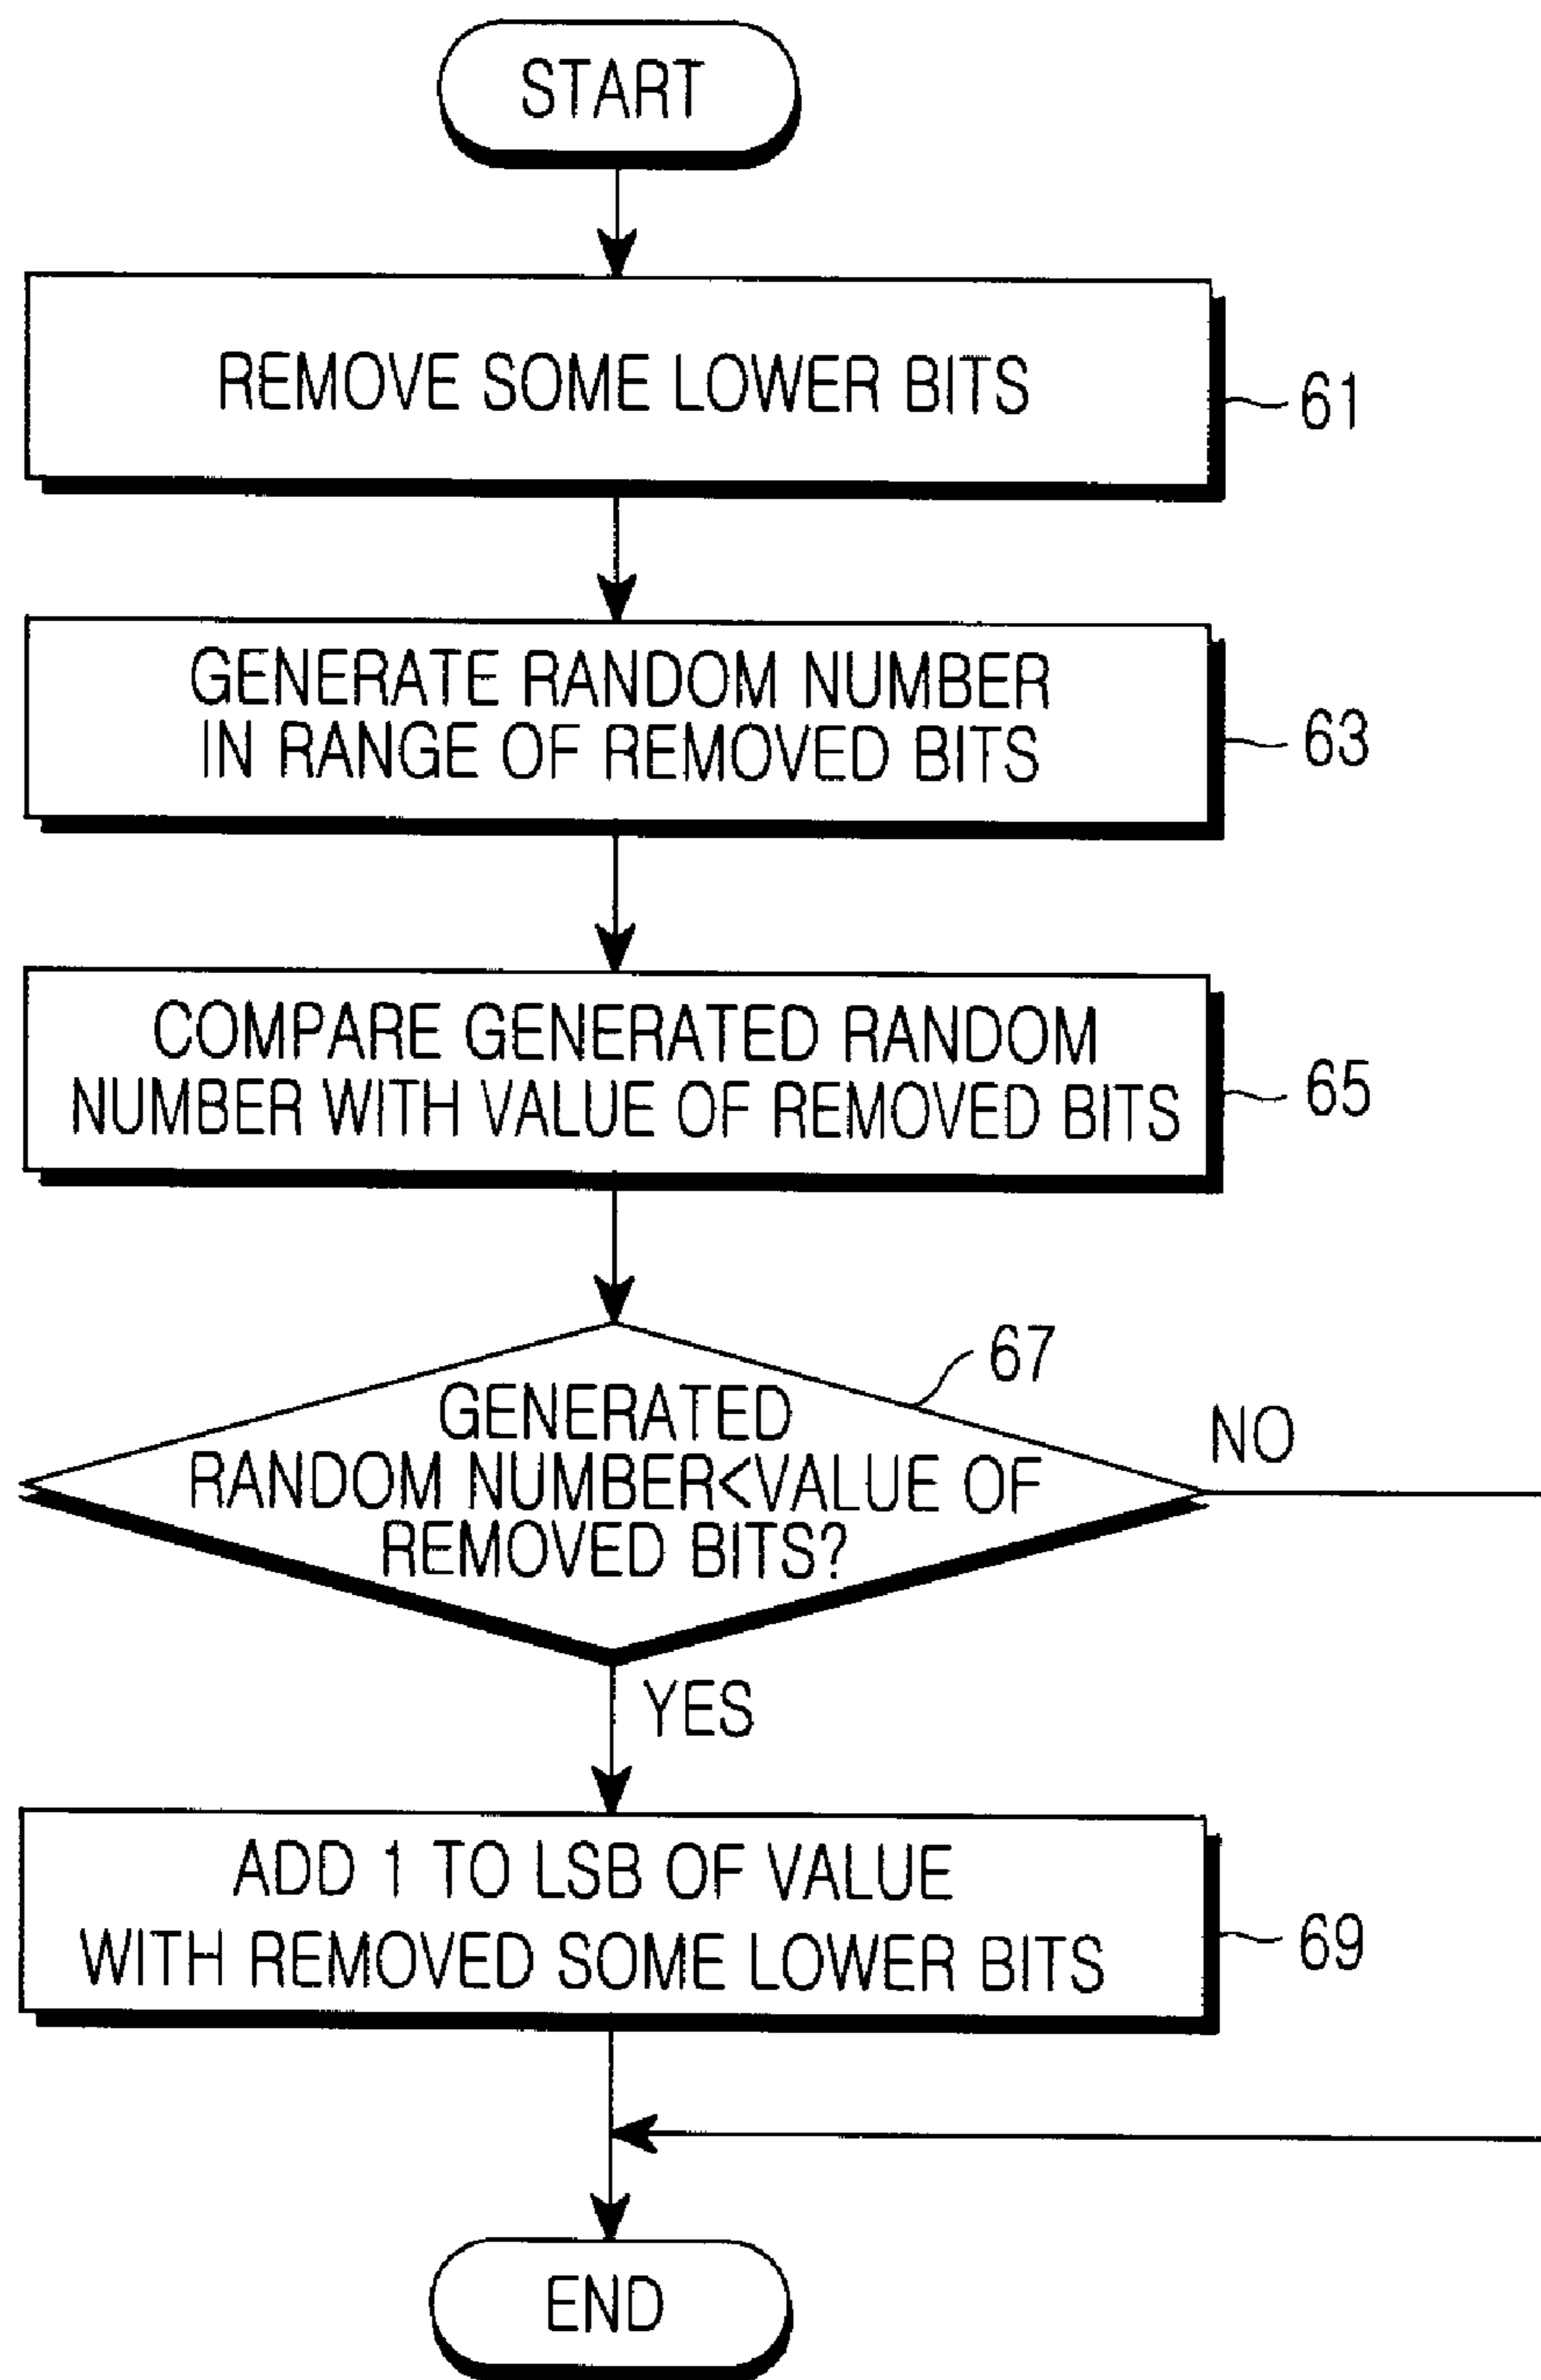 START
REMOVE SOME LOWER BITS
61
GENERATE RANDOM NUMBER
IN RANGE OF REMOVED BITS
63
COMPARE GENERATED RANDOM
NUMBER WITH VALUE OF REMOVED BITS
65
67
GENERATED
RANDOM NUMBER<VALUE OF
REMOVED BITS?
NO
YES
ADD 1 TO LSB OF VALUE
WITH REMOVED SOME LOWER BITS
69
END